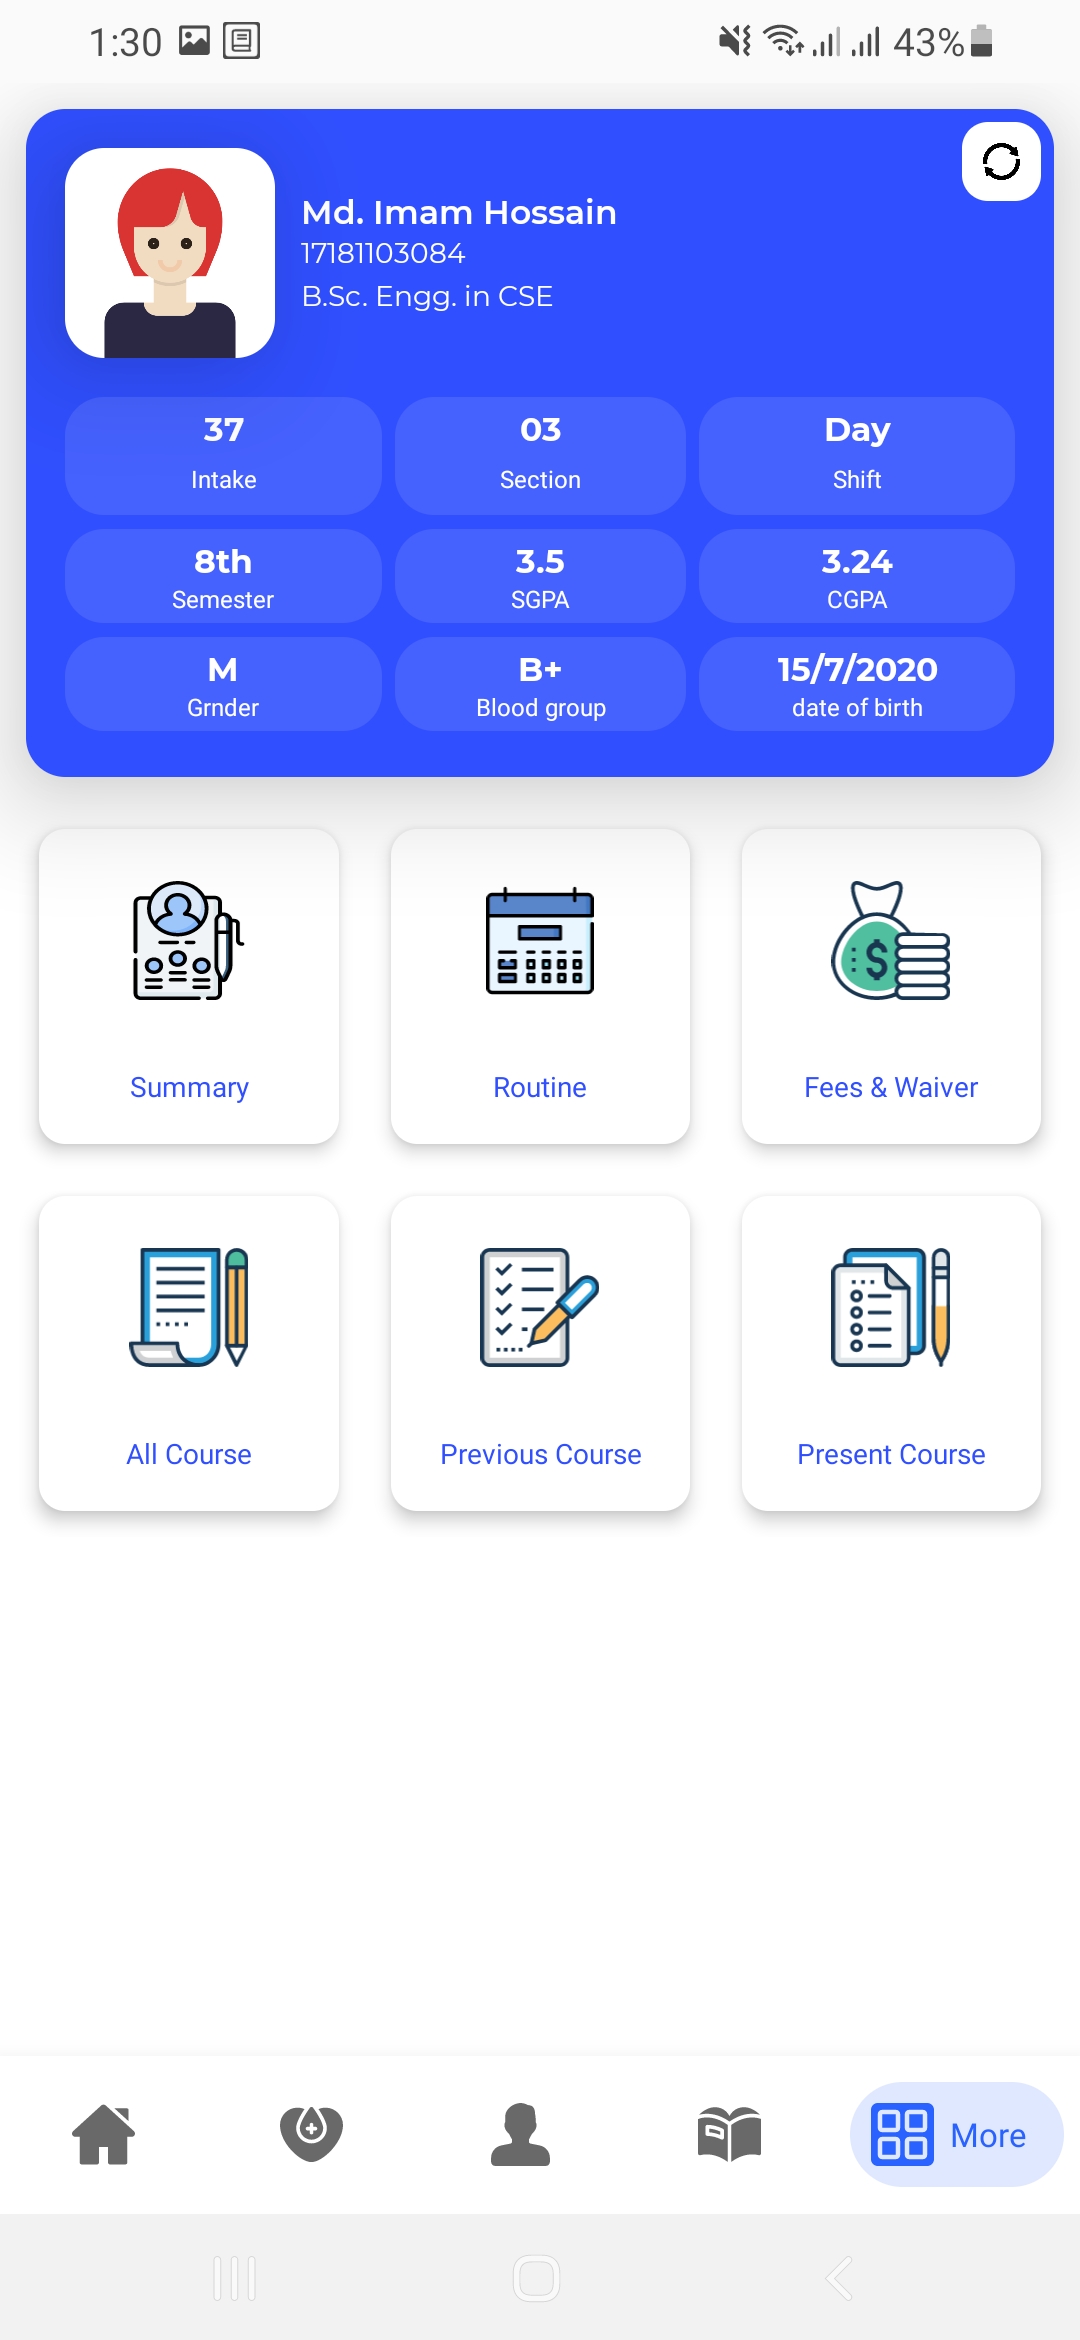 1:30 43%
Md. Imam Hossain
17181103084
B.Sc. Engg. in CSE
37 03 Day
Intake Section Shift
8th 3.5 3.24
Semester SGPA CGPA
M B+ 15/7/2020
Grnder Blood group date of birth
Summary Routine Fees & Waiver
All Course Previous Course Present Course
More